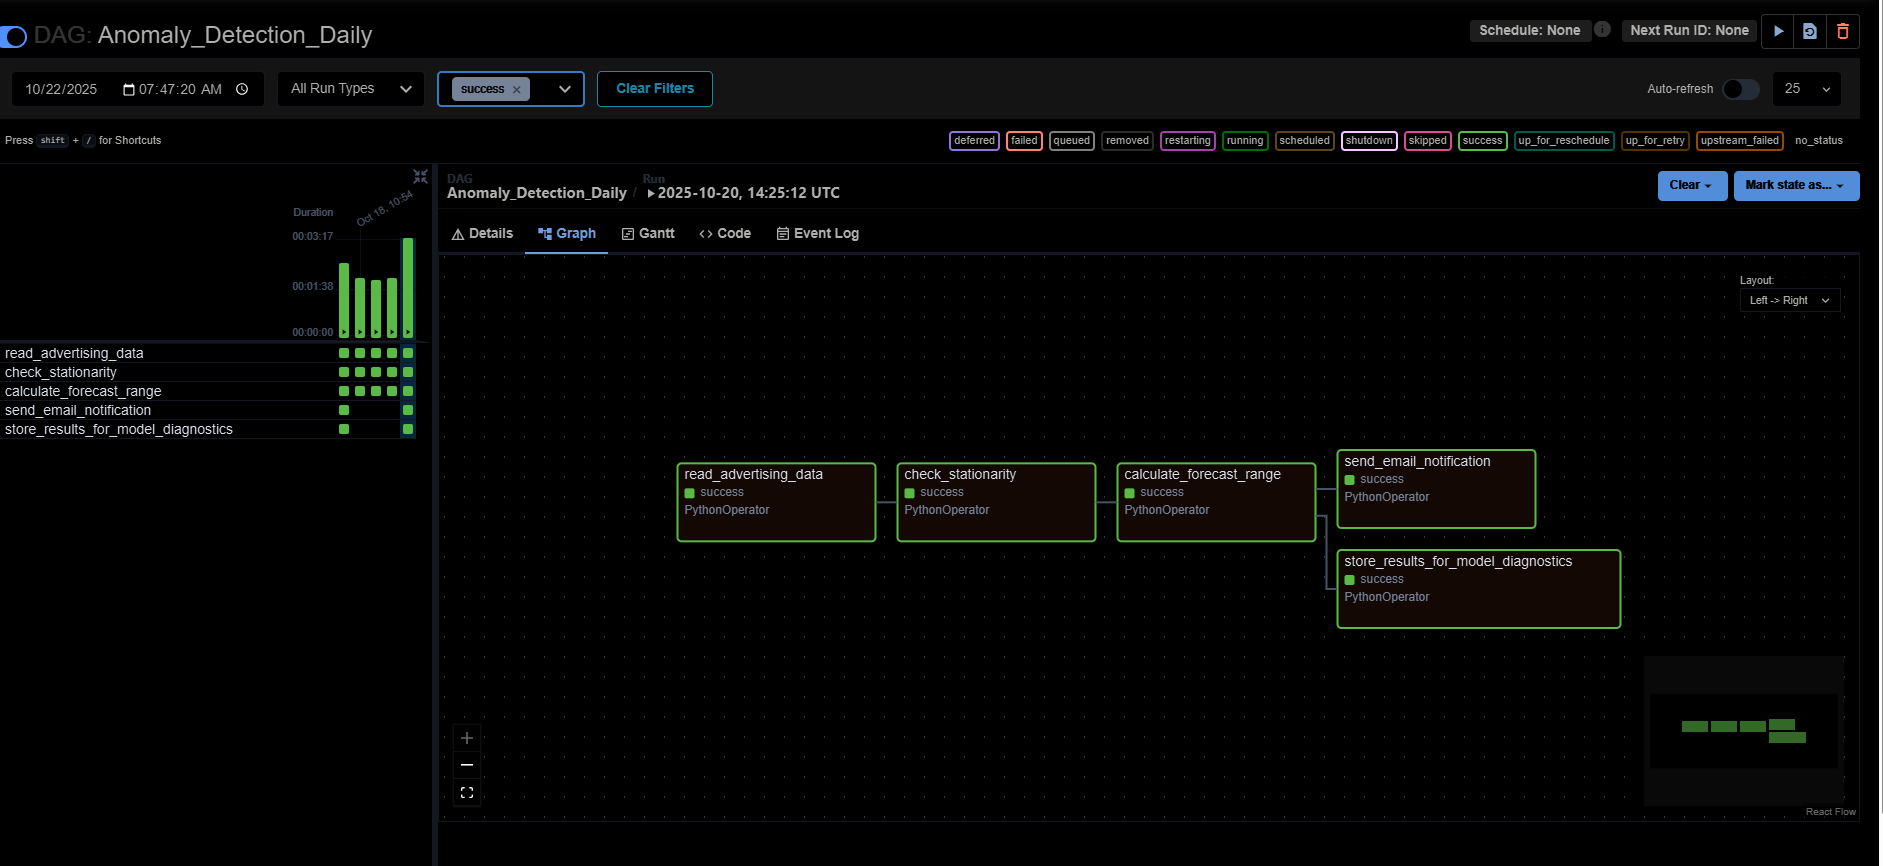 DAG: Anomaly_Detection_Daily
Schedule: None
Next Run ID: None
10/22/2025 07:47:20 AM
All Run Types
success ×
Clear Filters
Auto-refresh
25
Press shift + / for Shortcuts
deferred failed queued removed restarting running scheduled shutdown skipped success up_for_reschedule up_for_retry upstream_failed no_status
Duration
Oct 18, 10:54
00:03:17
00:01:38
00:00:00
read_advertising_data
check_stationarity
calculate_forecast_range
send_email_notification
store_results_for_model_diagnostics
DAG
Anomaly_Detection_Daily /
Run
2025-10-20, 14:25:12 UTC
Clear
Mark state as...
Details
Graph
Gantt
Code
Event Log
Layout:
Left -> Right
read_advertising_data
success
PythonOperator
check_stationarity
success
PythonOperator
calculate_forecast_range
success
PythonOperator
send_email_notification
success
PythonOperator
store_results_for_model_diagnostics
success
PythonOperator
React Flow